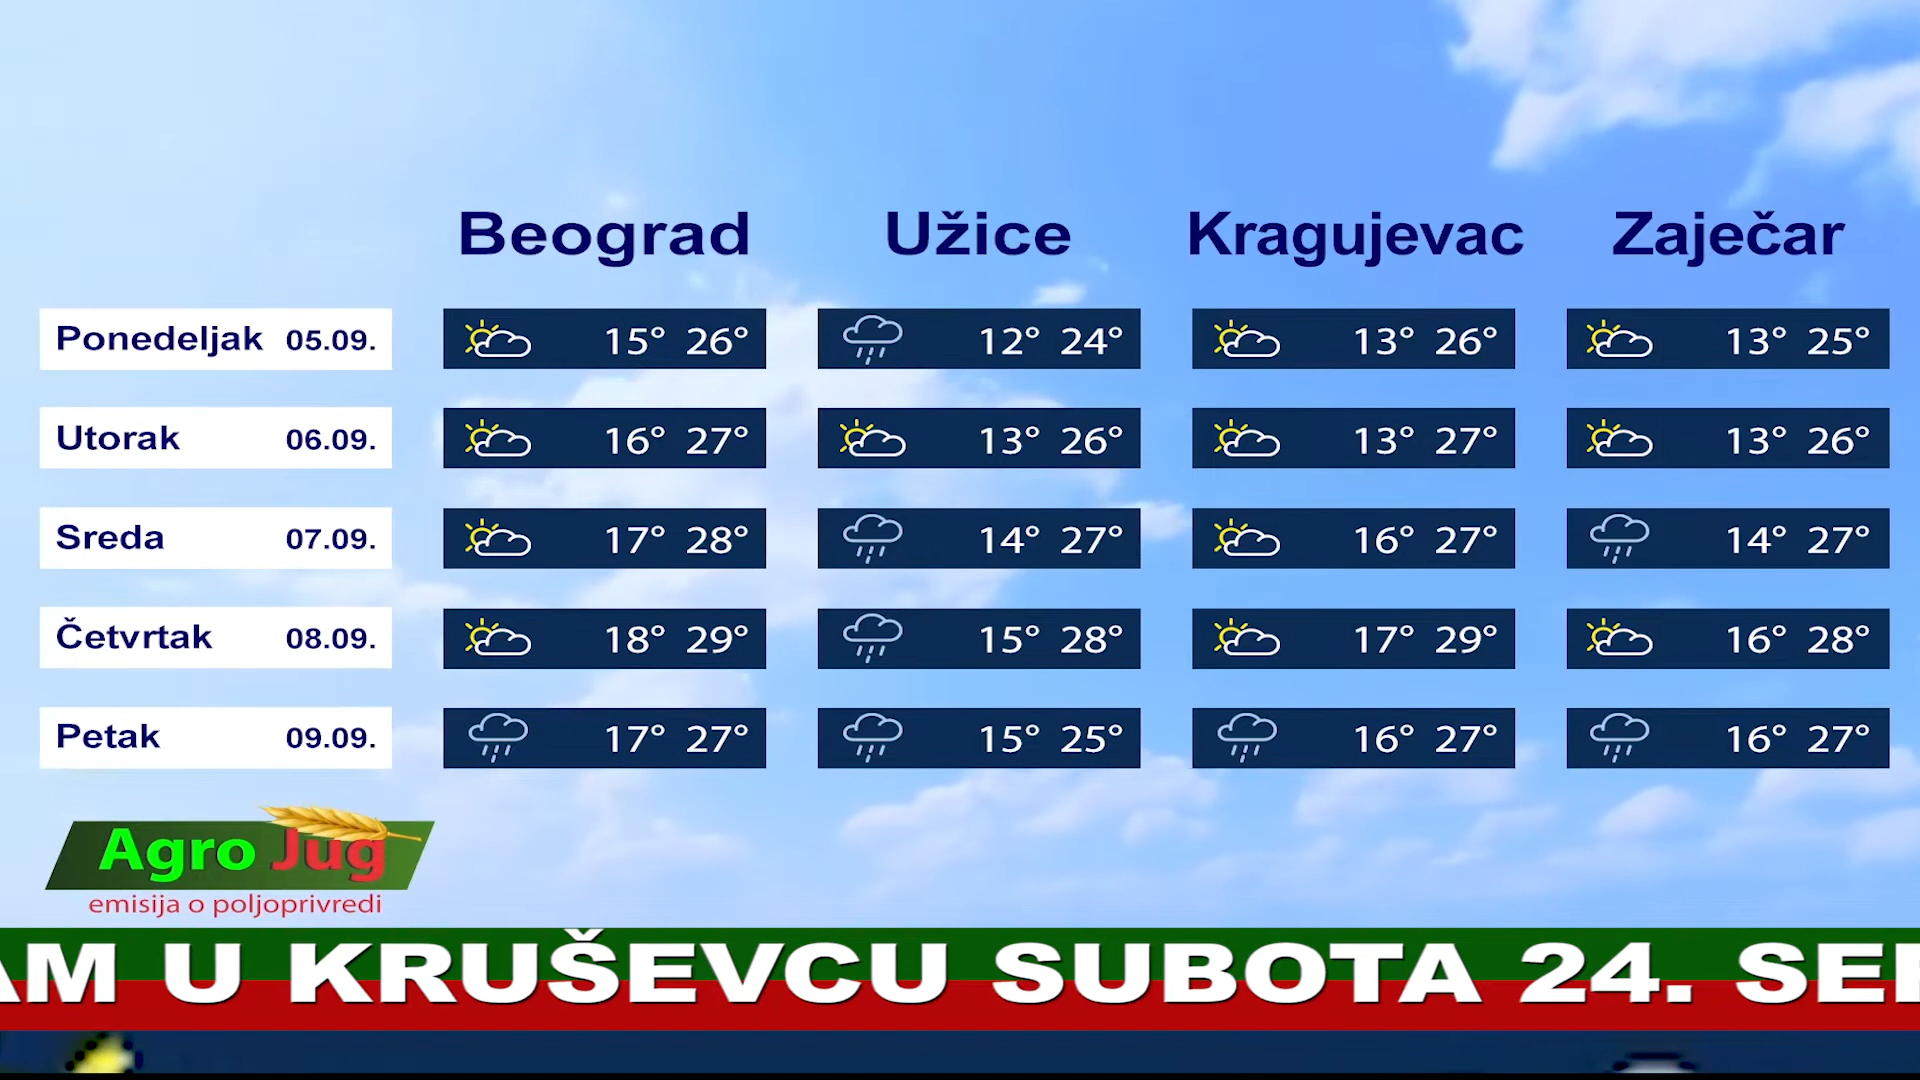 Beograd Užice Kragujevac Zaječar
Ponedeljak 05.09. 15° 26° 12° 24° 13° 26° 13° 25°
Utorak 06.09. 16° 27° 13° 26° 13° 27° 13° 26°
Sreda 07.09. 17° 28° 14° 27° 16° 27° 14° 27°
Četvrtak 08.09. 18° 29° 15° 28° 17° 29° 16° 28°
Petak 09.09. 17° 27° 15° 25° 16° 27° 16° 27°
Agro Jug
emisija o poljoprivredi
AM U KRUŠEVCU SUBOTA 24. SEP